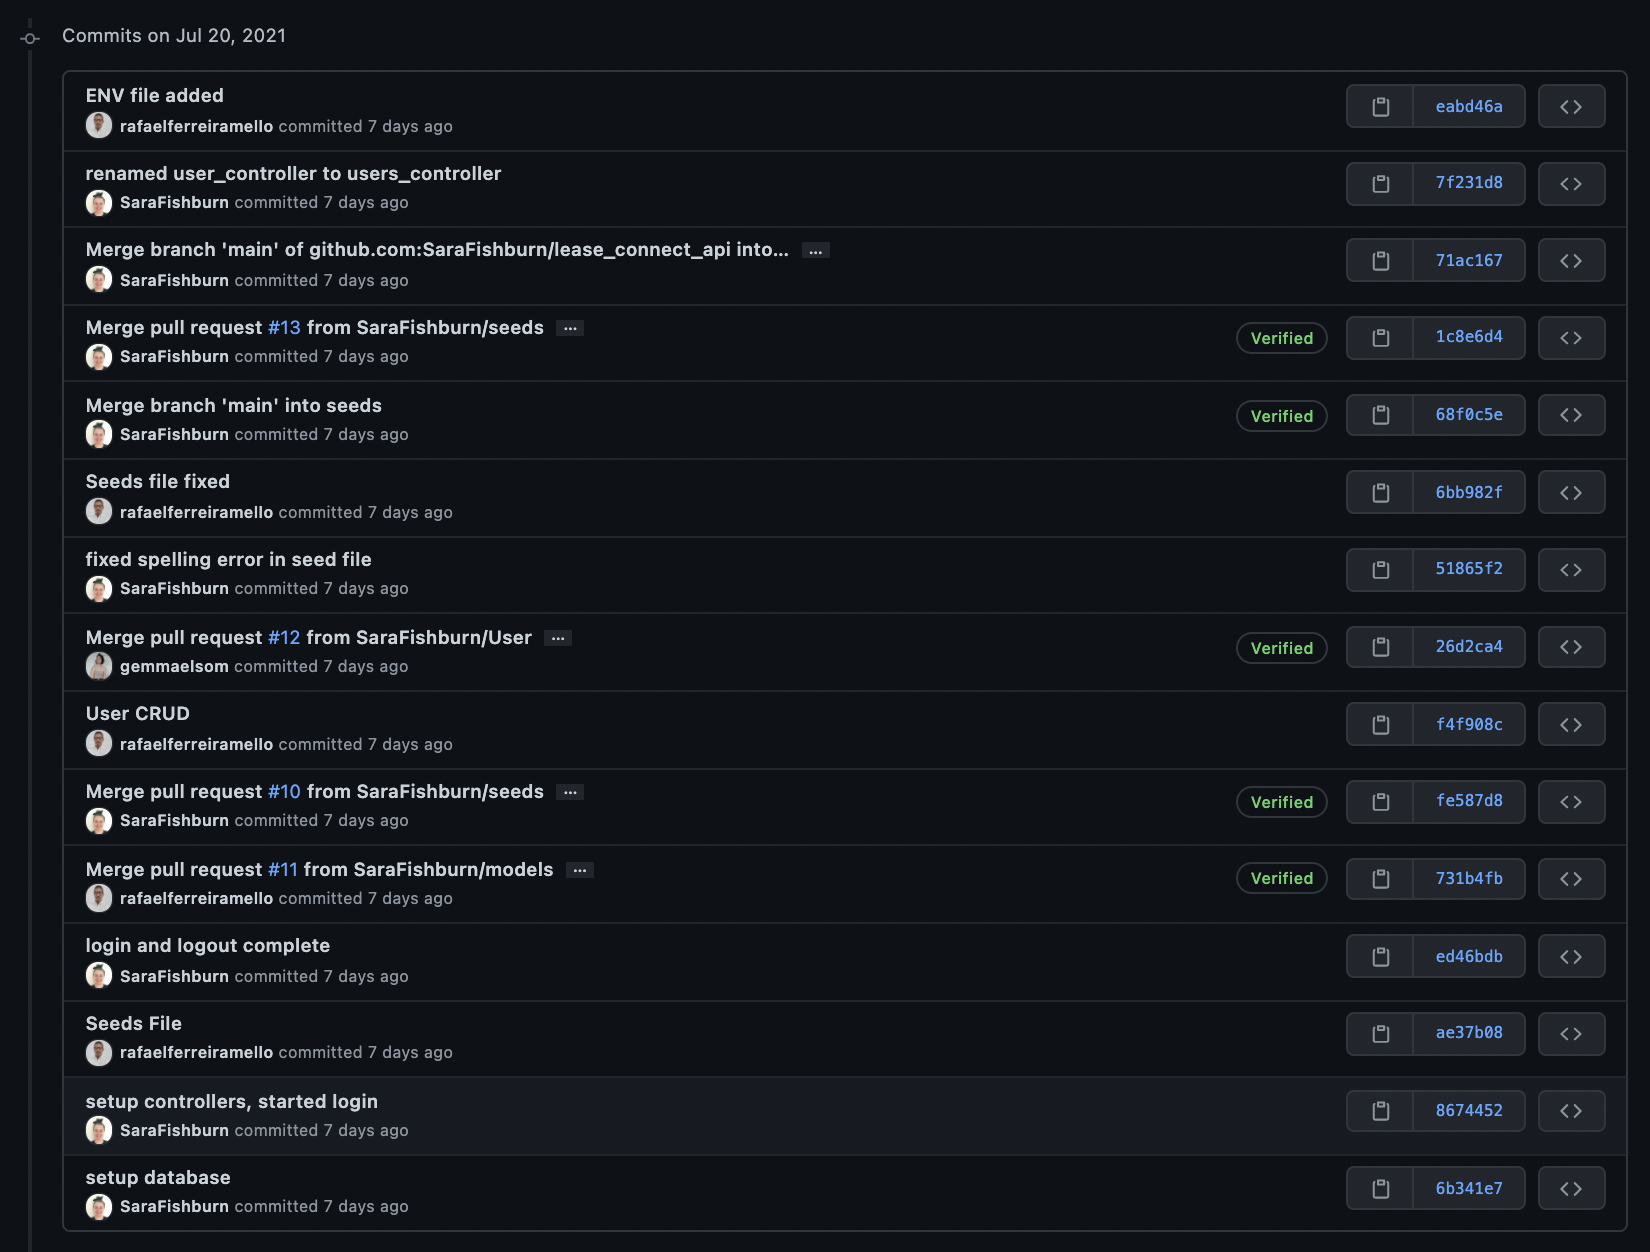 Commits on Jul 20, 2021
ENV file added
eabd46a
rafaelferreiramello committed 7 days ago
renamed user_controller to users_controller
7f231d8
SaraFishburn committed 7 days ago
Merge branch 'main' of github.com:SaraFishburn/lease_connect_api into... ...
71ac167
SaraFishburn committed 7 days ago
Merge pull request #13 from SaraFishburn/seeds ...
Verified 1c8e6d4
SaraFishburn committed 7 days ago
Merge branch 'main' into seeds
Verified 68f0c5e
SaraFishburn committed 7 days ago
Seeds file fixed
6bb982f
rafaelferreiramello committed 7 days ago
fixed spelling error in seed file
51865f2
SaraFishburn committed 7 days ago
Merge pull request #12 from SaraFishburn/User ...
Verified 26d2ca4
gemmaelsom committed 7 days ago
User CRUD
f4f908c
rafaelferreiramello committed 7 days ago
Merge pull request #10 from SaraFishburn/seeds ...
Verified fe587d8
SaraFishburn committed 7 days ago
Merge pull request #11 from SaraFishburn/models ...
Verified 731b4fb
rafaelferreiramello committed 7 days ago
login and logout complete
ed46bdb
SaraFishburn committed 7 days ago
Seeds File
ae37b08
rafaelferreiramello committed 7 days ago
setup controllers, started login
8674452
SaraFishburn committed 7 days ago
setup database
6b341e7
SaraFishburn committed 7 days ago